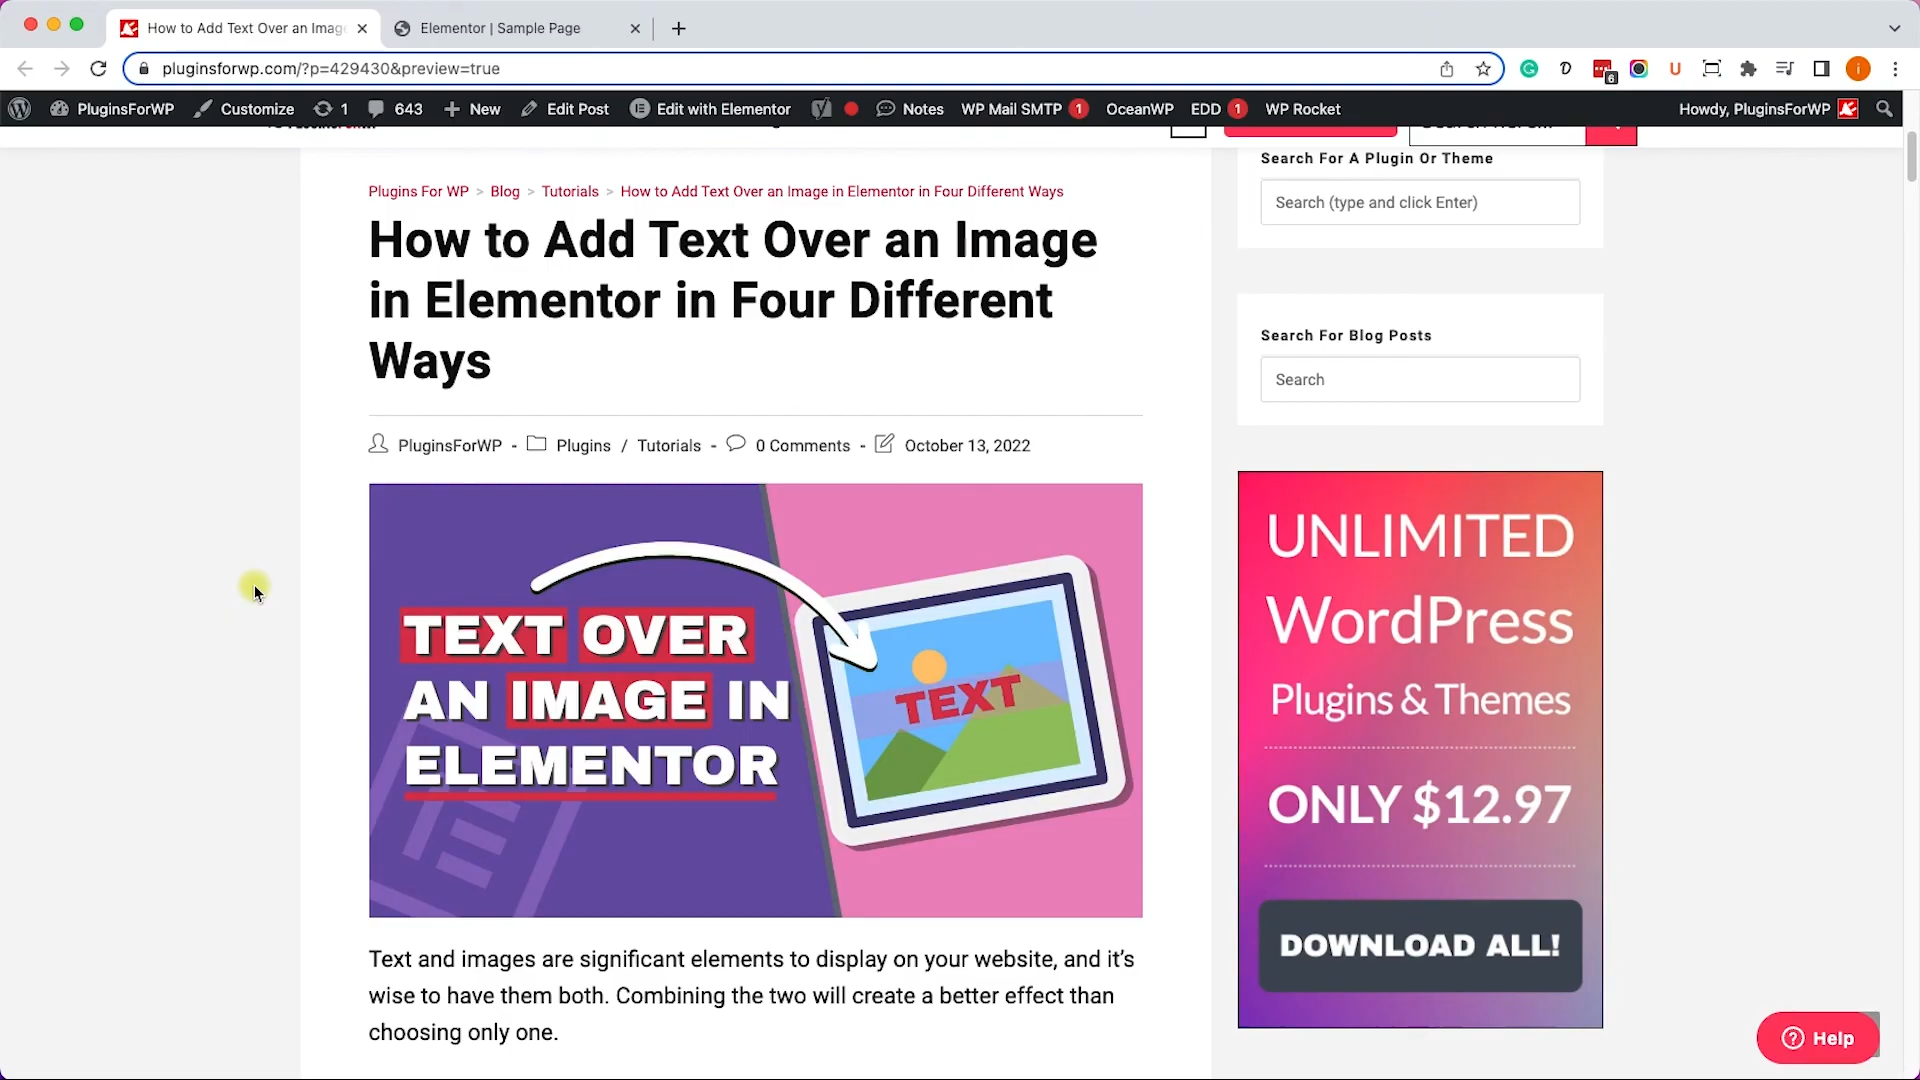 How to Add Text Over an Imag
Elementor | Sample Page
pluginsforwp.com/?p=429430&preview=true
6
U
i
PluginsForWP
Customize
1
643
New
Edit Post
Edit with Elementor
Notes
WP Mail SMTP 1
OceanWP
EDD 1
WP Rocket
Howdy, PluginsForWP
Plugins For WP > Blog > Tutorials > How to Add Text Over an Image in Elementor in Four Different Ways
How to Add Text Over an Image
in Elementor in Four Different
Ways
PluginsForWP - Plugins / Tutorials - 0 Comments - October 13, 2022
TEXT OVER
AN IMAGE IN
ELEMENTOR
TEXT
Text and images are significant elements to display on your website, and it's
wise to have them both. Combining the two will create a better effect than
choosing only one.
Search For A Plugin Or Theme
Search (type and click Enter)
Search For Blog Posts
Search
UNLIMITED
WordPress
Plugins & Themes
ONLY $12.97
DOWNLOAD ALL!
Help